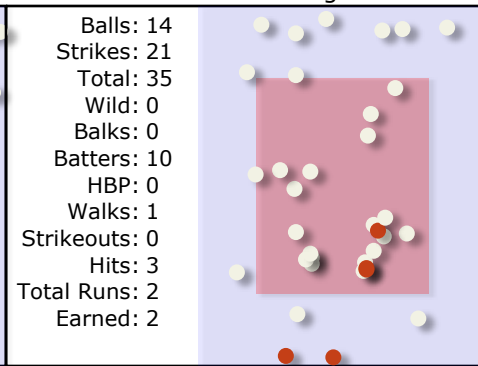 Balls: 14
Strikes: 21
Total: 35
Wild: 0
Balks: 0
Batters: 10
HBP: 0
Walks: 1
Strikeouts: 0
Hits: 3
Total Runs: 2
Earned: 2